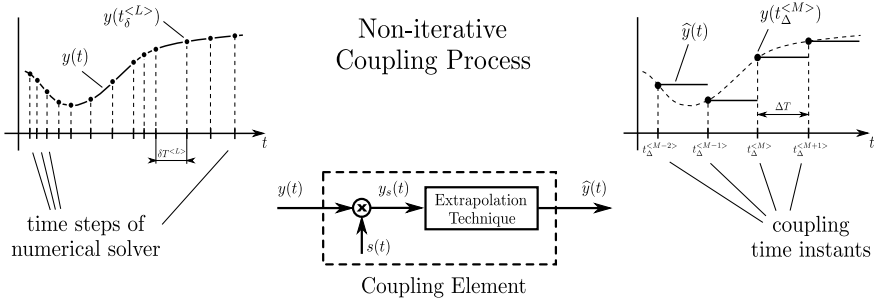 Non-iterative
Coupling Process
y(t_δ^{<L>})
y(t)
t
δT^{<L>}
time steps of
numerical solver
y(t)
y_s(t)
Extrapolation
Technique
ŷ(t)
s(t)
Coupling Element
y(t_Δ^{<M>})
ŷ(t)
ΔT
t
t_Δ^{<M-2>} t_Δ^{<M-1>} t_Δ^{<M>} t_Δ^{<M+1>}
coupling
time instants